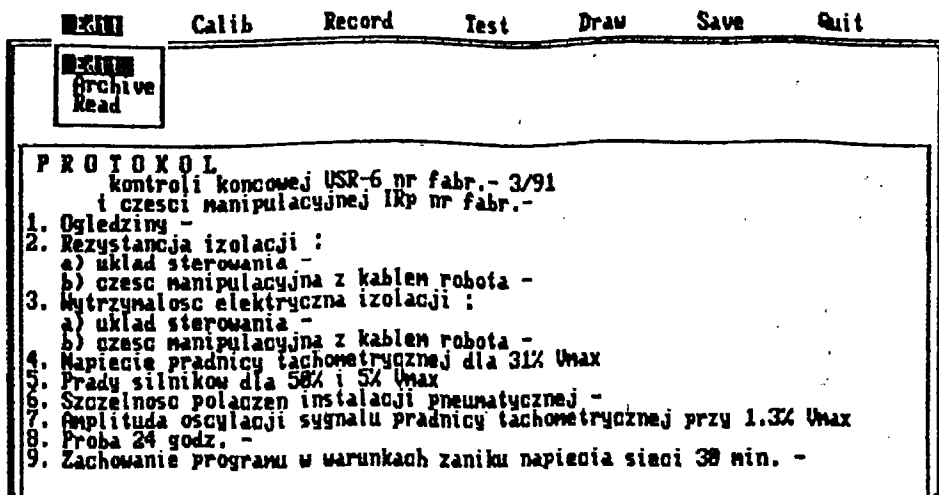 Calib Record Test Draw Save Quit
Archive
Read
P R O T O K O L
kontroli koncowej USR-6 nr fabr.- 3/91
i czesci manipulacyjnej IRp nr fabr.-
1. Ogledziny -
2. Rezystancja izolacji :
a) uklad sterowania -
b) czesc manipulacyjna z kablem robota -
3. Wytrzymalosc elektryczna izolacji :
a) uklad sterowania -
b) czesc manipulacyjna z kablem robota -
4. Napiecie pradnicy tachometrycznej dla 31% Vmax
5. Prady silnikow dla 50% i 5% Vmax
6. Szczelnosc polaczen instalacji pneumatycznej -
7. Amplituda oscylacji sygnalu pradnicy tachometrycznej przy 1.3% Vmax
8. Proba 24 godz. -
9. Zachowanie programu w warunkach zaniku napiecia sieci 30 min. -